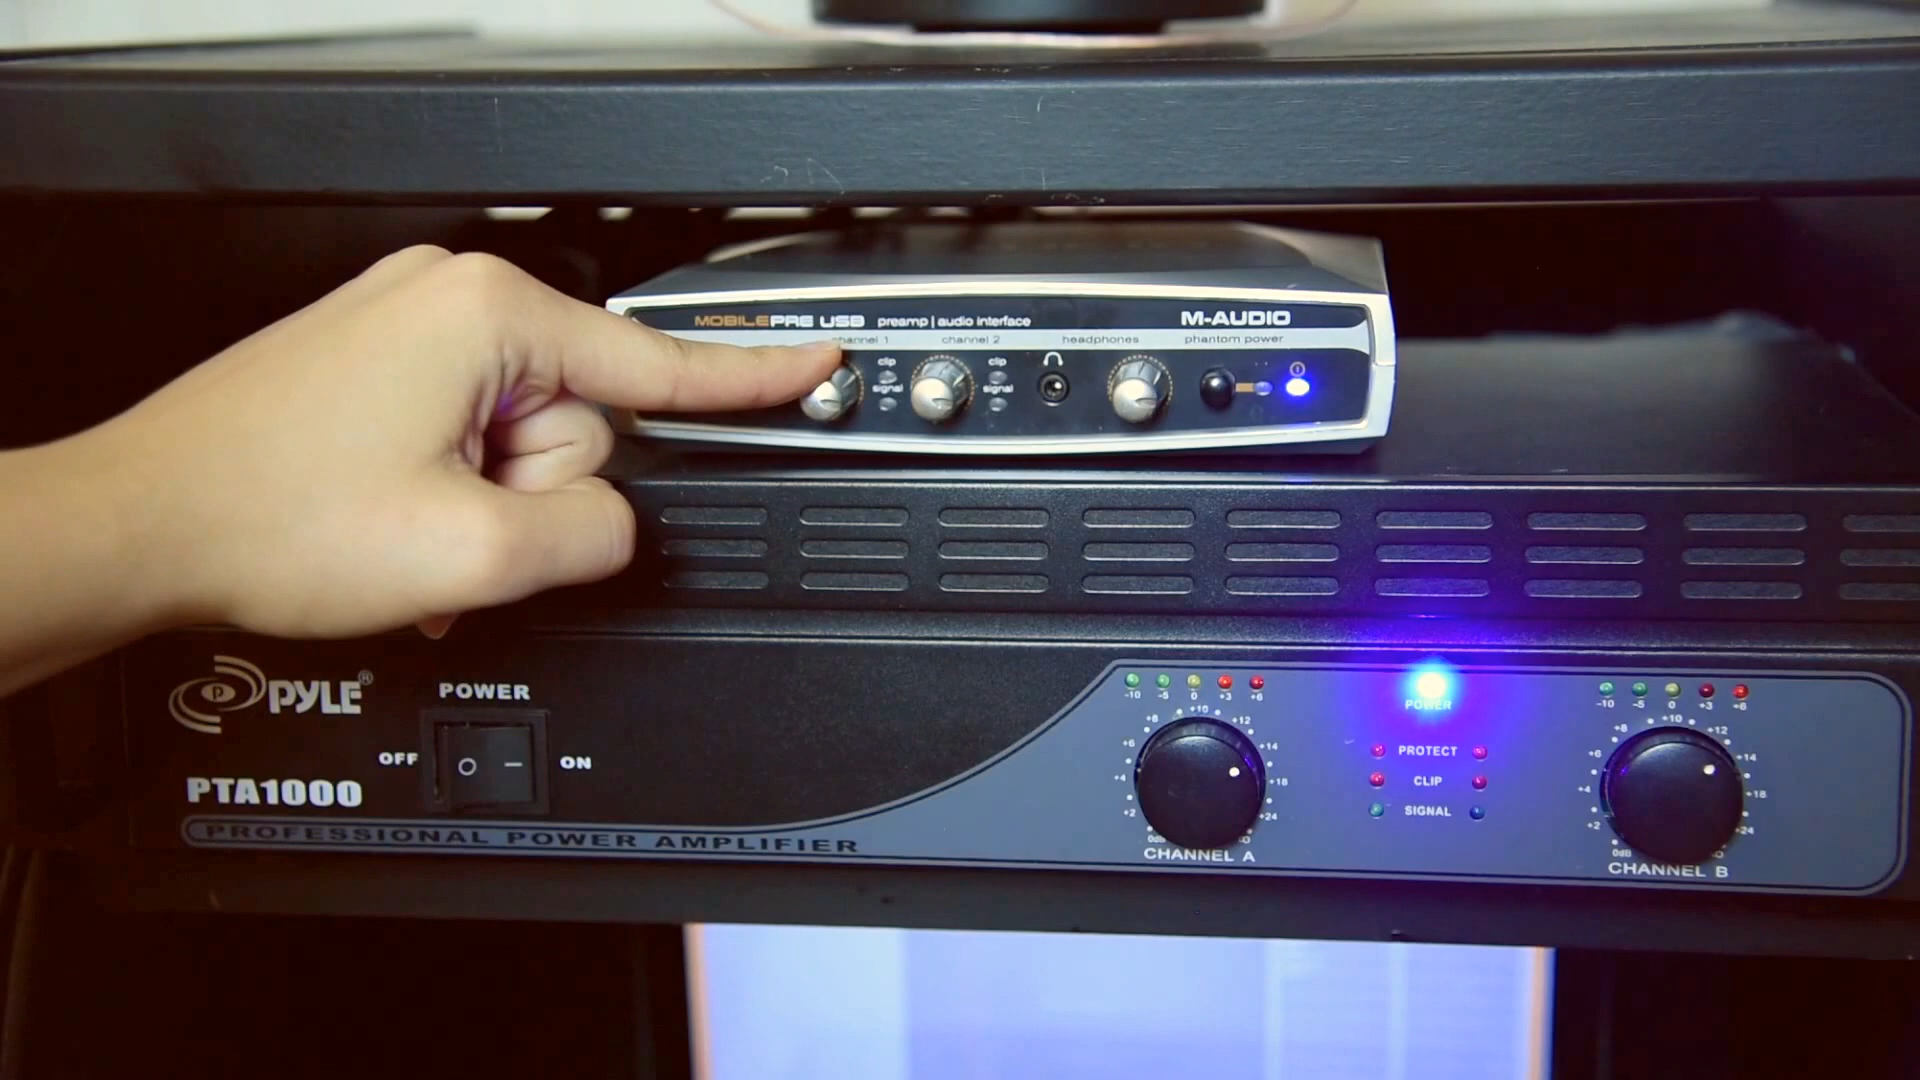 MOBILEPRE USB preamp | audio interface M-AUDIO
channel 1 channel 2 headphones phantom power
clip clip
signal signal
PYLE®
POWER
OFF ON
PTA1000
PROFESSIONAL POWER AMPLIFIER
-10 -5 0 +3 +6
+2 +4 +6 +8 +10 +12 +14 +18 +24
0dB
CHANNEL A
POWER
PROTECT
CLIP
SIGNAL
-10 -5 0 +3 +6
+2 +4 +6 +8 +10 +12 +14 +18 +24
0dB
CHANNEL B